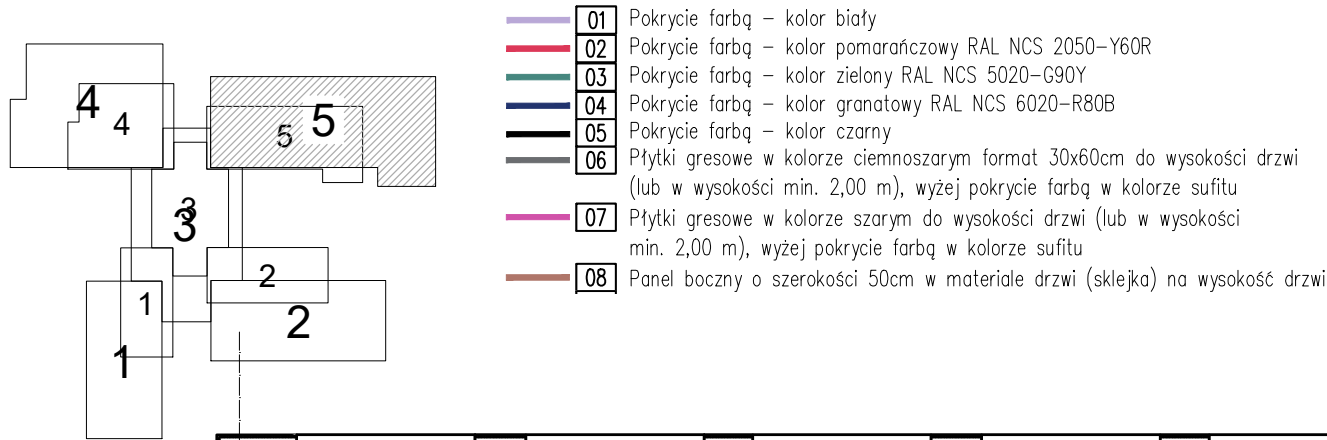 01 Pokrycie farbą – kolor biały
02 Pokrycie farbą – kolor pomarańczowy RAL NCS 2050–Y60R
03 Pokrycie farbą – kolor zielony RAL NCS 5020–G90Y
04 Pokrycie farbą – kolor granatowy RAL NCS 6020–R80B
05 Pokrycie farbą – kolor czarny
06 Płytki gresowe w kolorze ciemnoszarym format 30x60cm do wysokości drzwi
(lub w wysokości min. 2,00 m), wyżej pokrycie farbą w kolorze sufitu
07 Płytki gresowe w kolorze szarym do wysokości drzwi (lub w wysokości
min. 2,00 m), wyżej pokrycie farbą w kolorze sufitu
08 Panel boczny o szerokości 50cm w materiale drzwi (sklejka) na wysokość drzwi
4
4
5
5
3
3
2
1
2
1